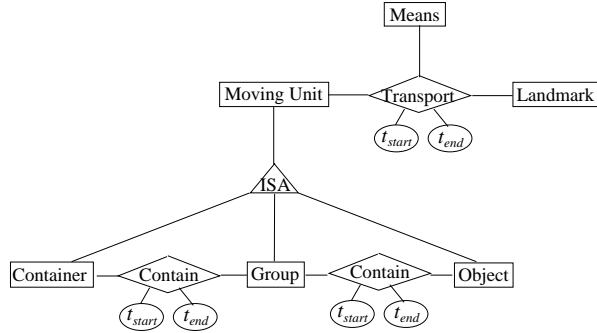 Means
Moving Unit
Transport
Landmark
t_start
t_end
ISA
Container
Contain
Group
Contain
Object
t_start
t_end
t_start
t_end